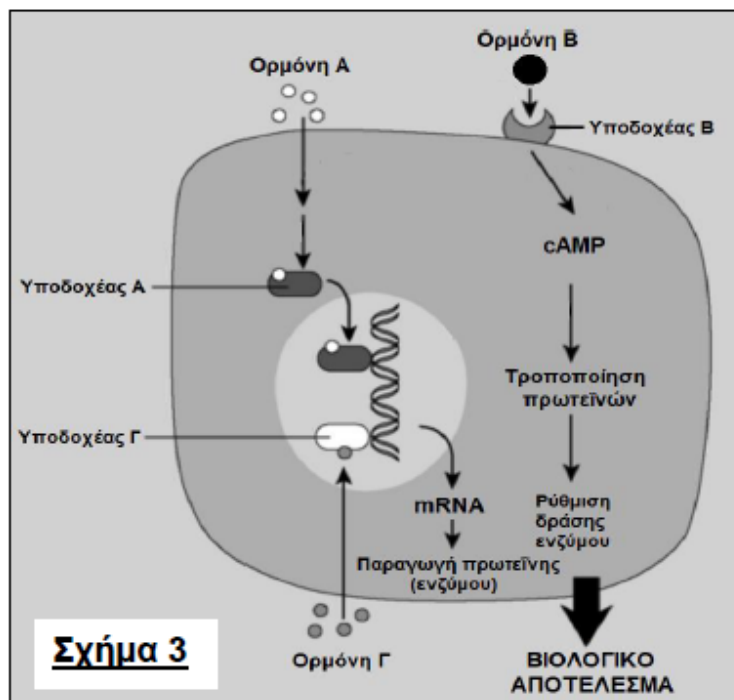 Ορμόνη Α
Ορμόνη Β
Υποδοχέας Β
cAMP
Υποδοχέας Α
Τροποποίηση
πρωτεϊνών
Υποδοχέας Γ
mRNA
Ρύθμιση
δράσης
ενζύμου
Παραγωγή πρωτεΐνης
(ενζύμου)
Σχήμα 3
Ορμόνη Γ
ΒΙΟΛΟΓΙΚΟ
ΑΠΟΤΕΛΕΣΜΑ